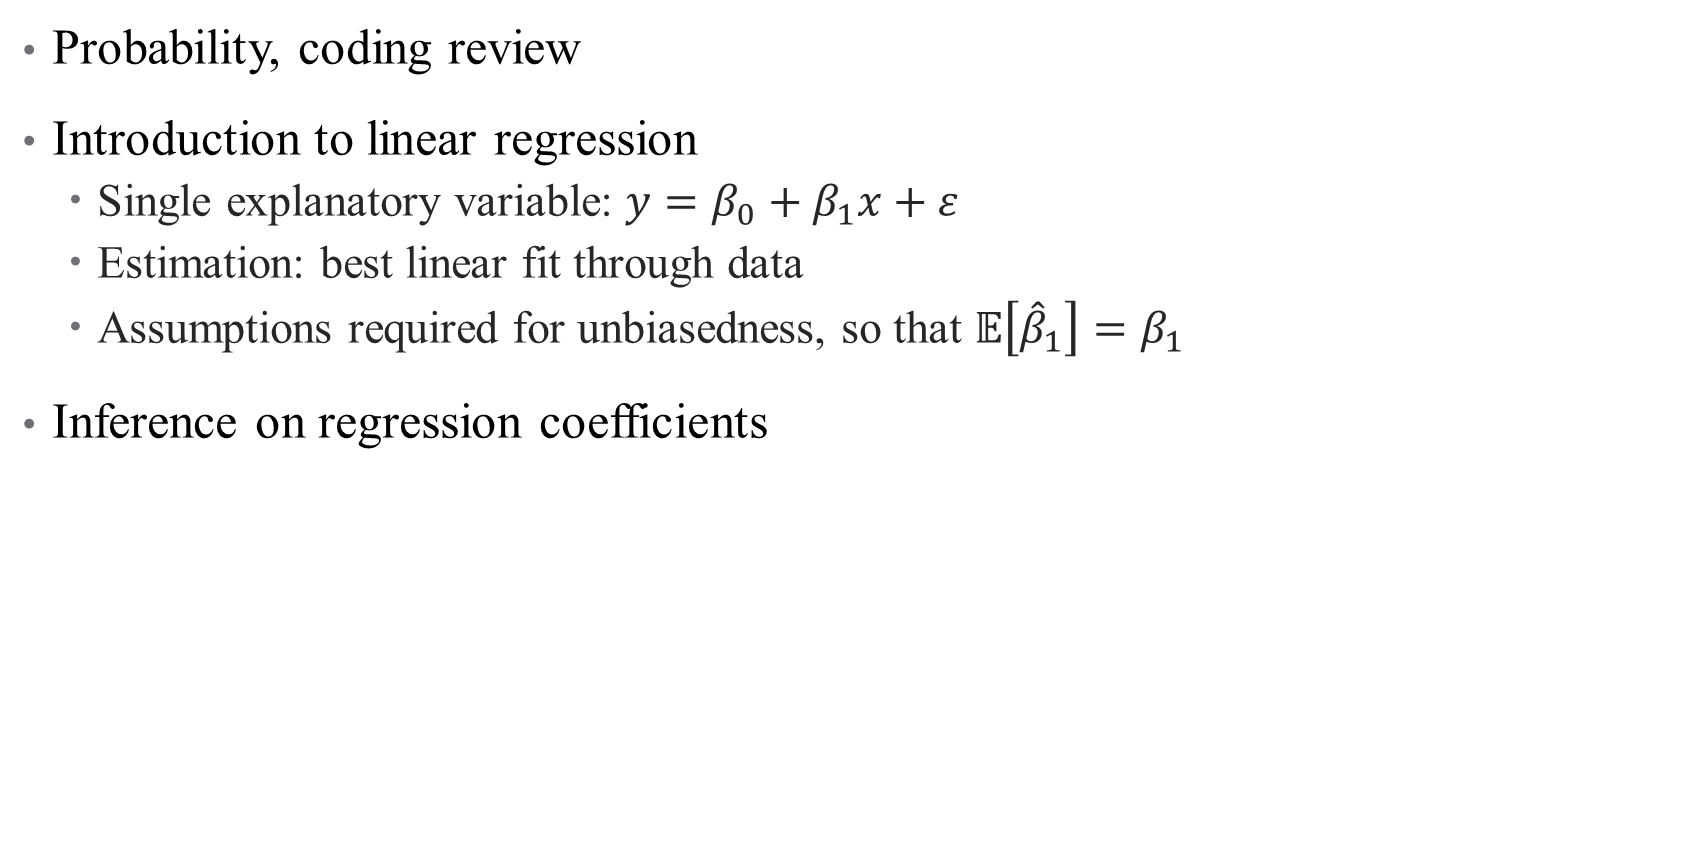 • Probability, coding review
• Introduction to linear regression
• Single explanatory variable: 𝑦 = 𝛽₀ + 𝛽₁𝑥 + 𝜀
• Estimation: best linear fit through data
• Assumptions required for unbiasedness, so that 𝔼[𝛽̂₁] = 𝛽₁
• Inference on regression coefficients